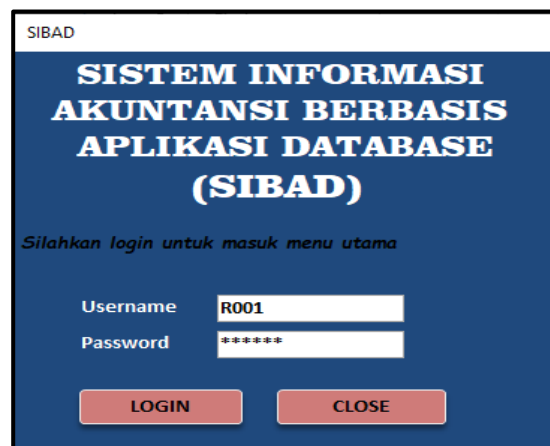 SIBAD
SISTEM INFORMASI
AKUNTANSI BERBASIS
APLIKASI DATABASE
(SIBAD)
Silahkan login untuk masuk menu utama
Username R001
Password ******
LOGIN CLOSE